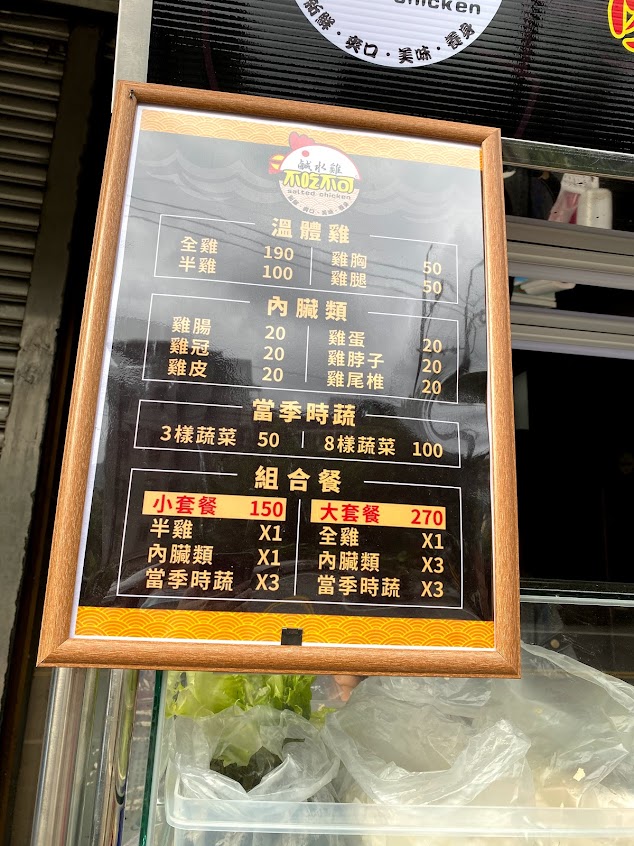 chicken
鮮・爽口・美味・養身
鹹水雞
不吃不可
salted chicken
溫體雞
全雞 190 雞胸 50
半雞 100 雞腿 50
內臟類
雞腸 20 雞蛋 20
雞冠 20 雞脖子 20
雞皮 20 雞尾椎 20
當季時蔬
3樣蔬菜 50 8樣蔬菜 100
組合餐
小套餐 150 大套餐 270
半雞 X1 全雞 X1
內臟類 X1 內臟類 X3
當季時蔬 X3 當季時蔬 X3